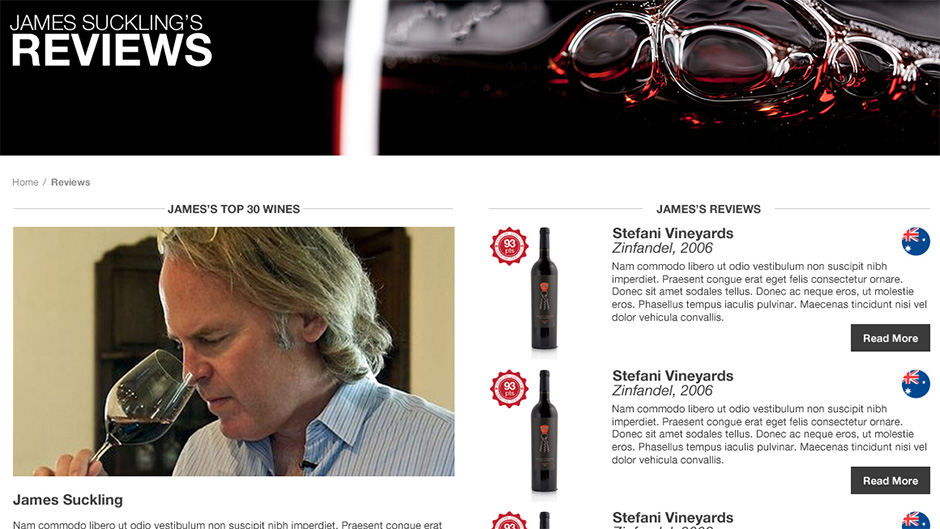 JAMES SUCKLING'S
REVIEWS
Home / Reviews
JAMES'S TOP 30 WINES
James Suckling
Nam commodo libero ut odio vestibulum non suscipit nibh imperdiet. Praesent congue erat
JAMES'S REVIEWS
93
pts
Stefani Vineyards
Zinfandel, 2006
Nam commodo libero ut odio vestibulum non suscipit nibh
imperdiet. Praesent congue erat eget felis consectetur ornare.
Donec sit amet sodales tellus. Donec ac neque eros, ut molestie
eros. Phasellus tempus iaculis pulvinar. Maecenas tincidunt nisi vel
dolor vehicula convallis.
Read More
93
pts
Stefani Vineyards
Zinfandel, 2006
Nam commodo libero ut odio vestibulum non suscipit nibh
imperdiet. Praesent congue erat eget felis consectetur ornare.
Donec sit amet sodales tellus. Donec ac neque eros, ut molestie
eros. Phasellus tempus iaculis pulvinar. Maecenas tincidunt nisi vel
dolor vehicula convallis.
Read More
93
Stefani Vineyards